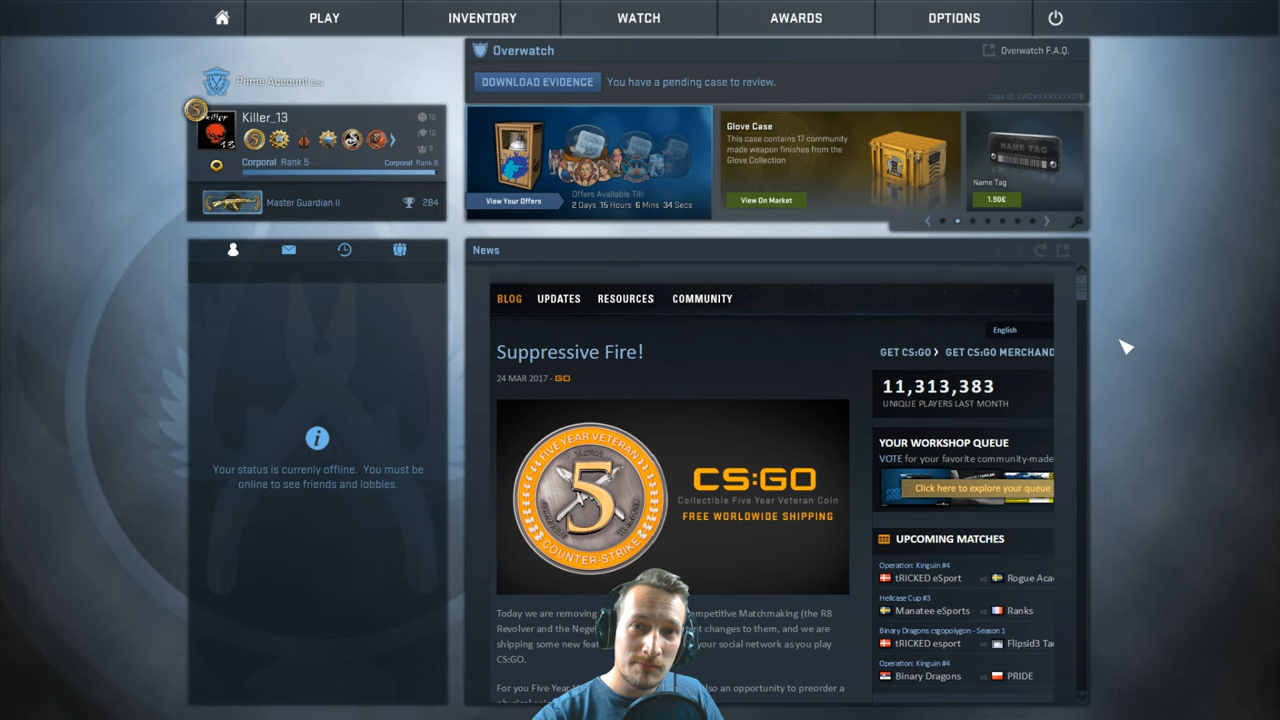 PLAY
INVENTORY
WATCH
AWARDS
OPTIONS
Prime Account
Killer_13
10
10
9
Corporal Rank 5
Corporal Rank 6
Master Guardian II
284
Your status is currently offline. You must be
online to see friends and lobbies.
Overwatch
Overwatch F.A.Q.
DOWNLOAD EVIDENCE
You have a pending case to review.
View Your Offers
Offers Available Till:
2 Days 15 Hours 6 Mins 34 Secs
Glove Case
This case contains 17 community
made weapon finishes from the
Glove Collection
View On Market
NAME TAG
Name Tag
1.90€
News
BLOG
UPDATES
RESOURCES
COMMUNITY
English
Suppressive Fire!
24 MAR 2017 - GO
FIVE YEAR VETERAN
5
COUNTER-STRIKE
CS:GO
Collectible Five Year Veteran Coin
FREE WORLDWIDE SHIPPING
Today we are removing ompetitive Matchmaking (the R8
Revolver and the Nege t changes to them, and we are
shipping some new feat your social network as you play
CS:GO.
For you Five Year V lso an opportunity to preorder a
GET CS:GO
GET CS:GO MERCHAND
11,313,383
UNIQUE PLAYERS LAST MONTH
YOUR WORKSHOP QUEUE
VOTE for your favorite community-made
Click here to explore your queue
UPCOMING MATCHES
Operation: Kinguin #4
tRICKED eSport vs Rogue Aca
Hellcase Cup #3
Manatee eSports vs Ranks
Binary Dragons csgopolygon - Season 1
tRICKED esport vs Flipsid3 Ta
Operation: Kinguin #4
Binary Dragons vs PRIDE